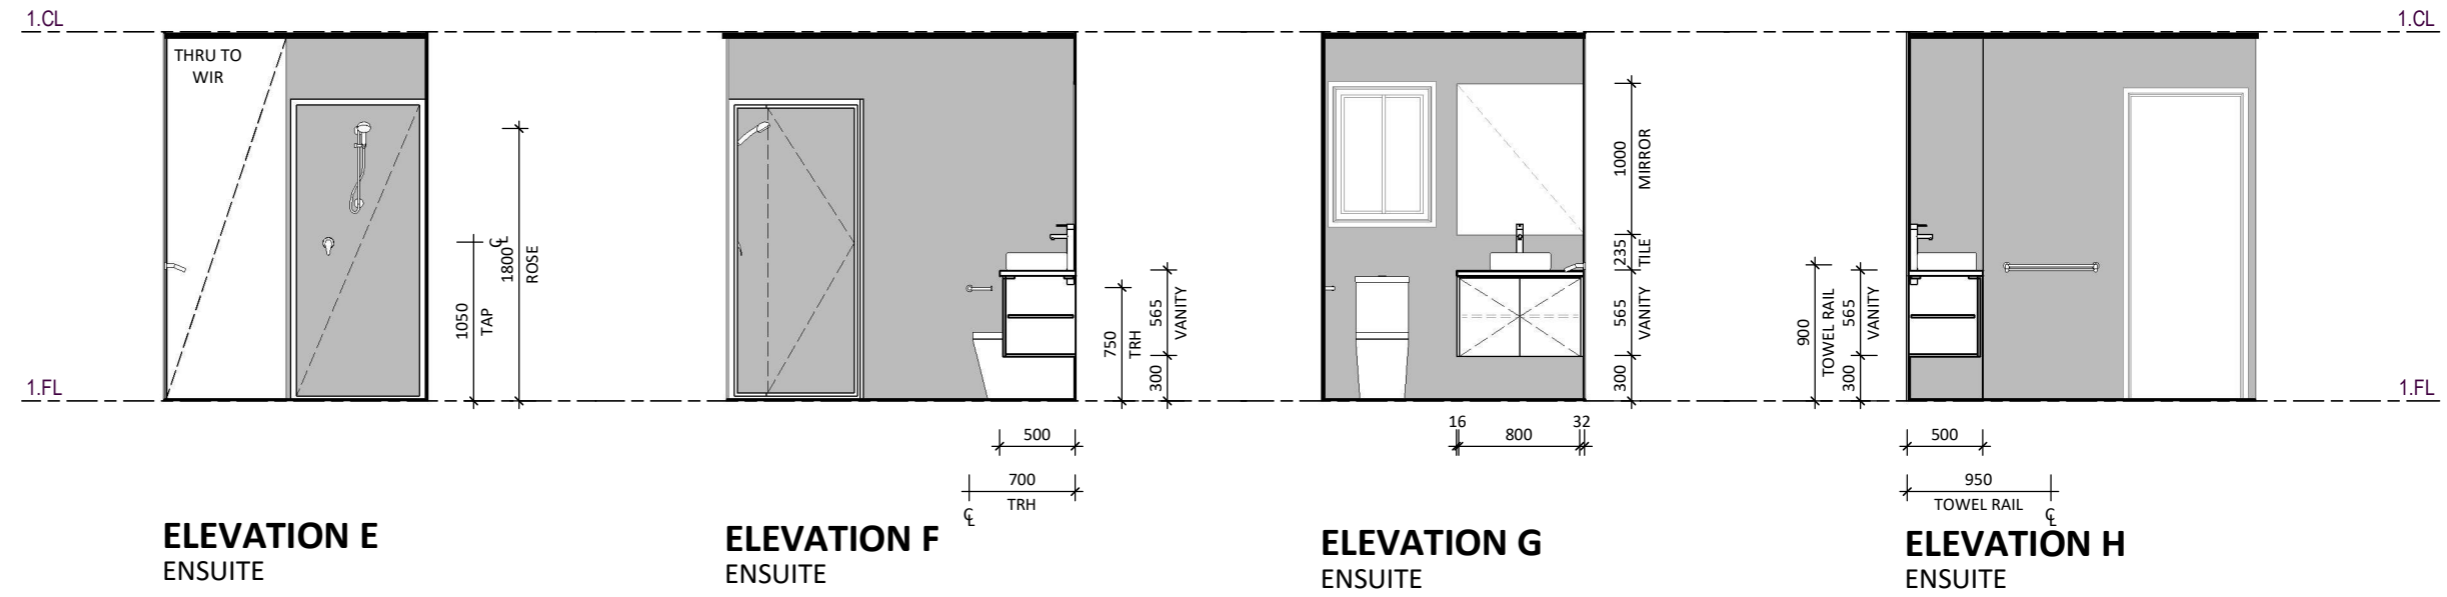 1.CL
1.CL
THRU TO
WIR
1.FL
1.FL
1050
TAP
℄
1800
ROSE
ELEVATION E
ENSUITE
750
TRH
300
565
VANITY
500
700
TRH
℄
ELEVATION F
ENSUITE
1000
MIRROR
235
TILE
565
VANITY
300
16
800
32
ELEVATION G
ENSUITE
900
TOWEL RAIL
300
565
VANITY
500
950
TOWEL RAIL
℄
ELEVATION H
ENSUITE